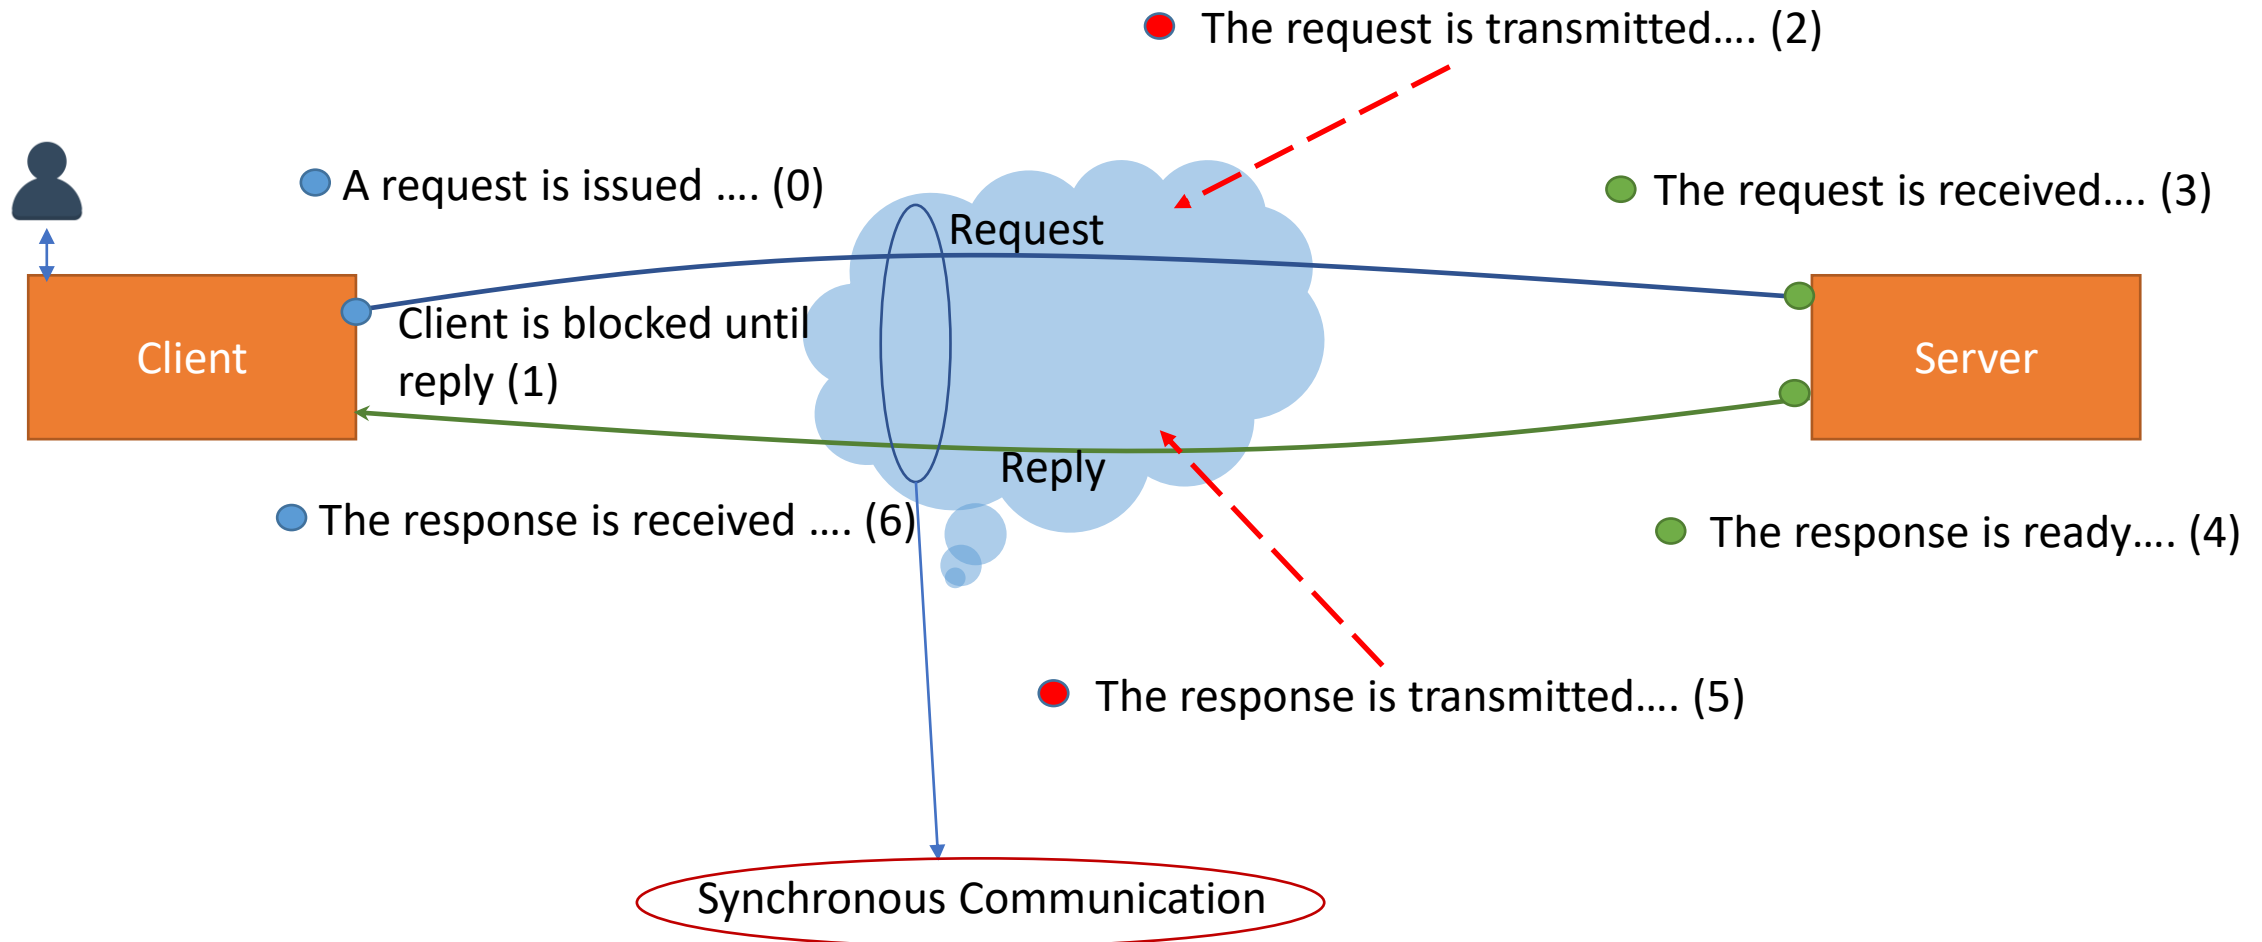 The request is transmitted…. (2)
A request is issued …. (0)
The request is received…. (3)
Request
Client
Client is blocked until
reply (1)
Server
Reply
The response is received …. (6)
The response is ready…. (4)
The response is transmitted…. (5)
Synchronous Communication